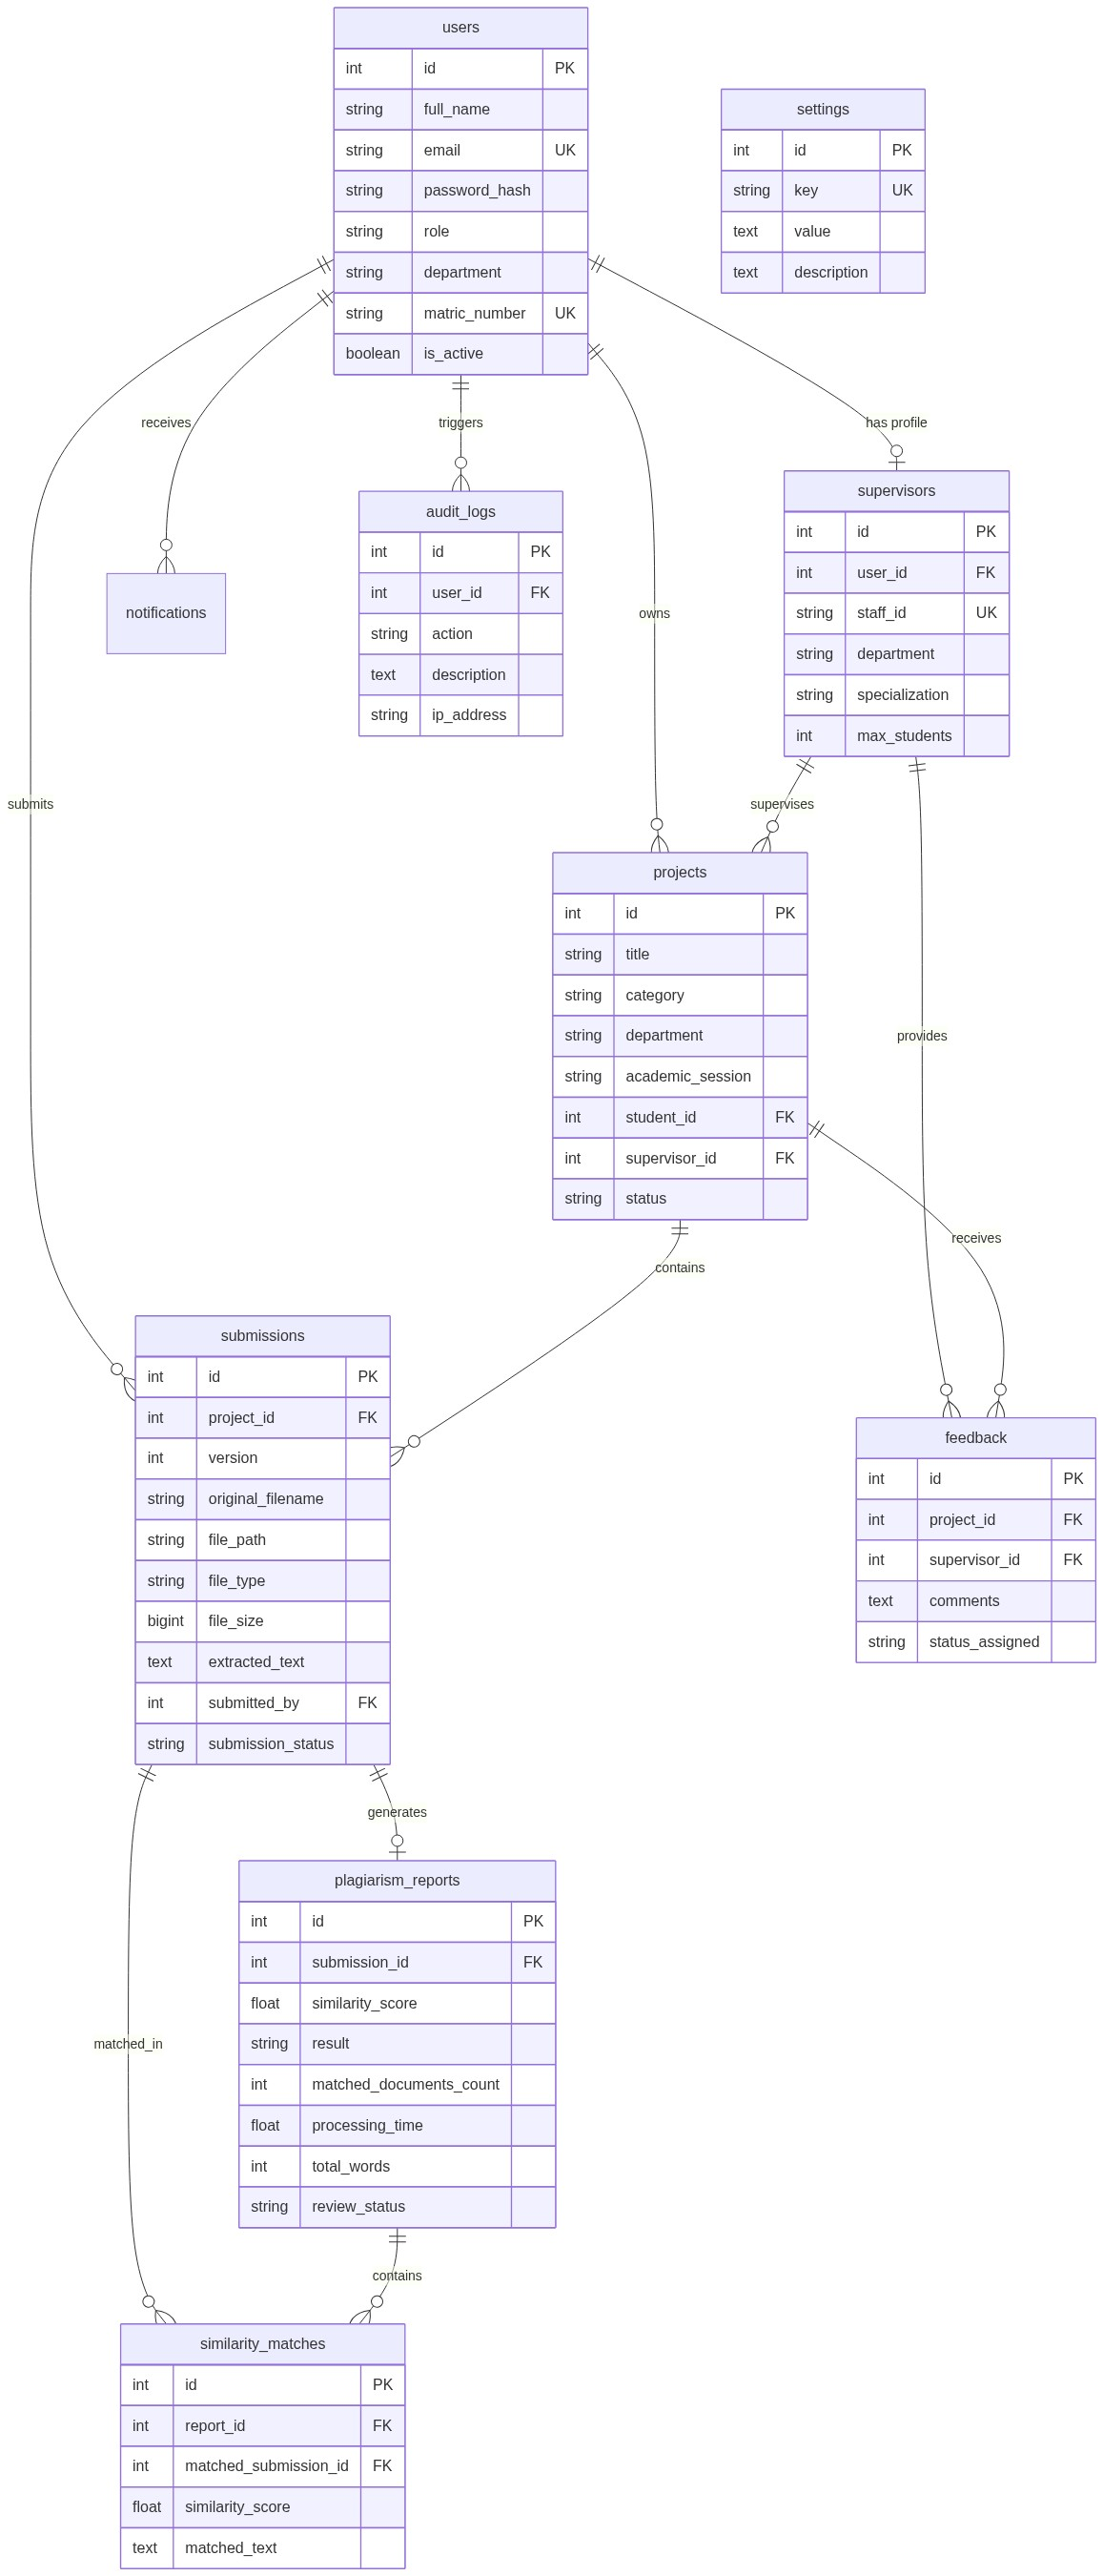 users
int id PK
string full_name
string email UK
string password_hash
string role
string department
string matric_number UK
boolean is_active
settings
int id PK
string key UK
text value
text description
receives
triggers
has profile
audit_logs
int id PK
int user_id FK
string action
text description
string ip_address
supervisors
int id PK
int user_id FK
string staff_id UK
string department
string specialization
int max_students
notifications
owns
submits
supervises
projects
int id PK
string title
string category
string department
string academic_session
int student_id FK
int supervisor_id FK
string status
provides
receives
contains
submissions
int id PK
int project_id FK
int version
string original_filename
string file_path
string file_type
bigint file_size
text extracted_text
int submitted_by FK
string submission_status
feedback
int id PK
int project_id FK
int supervisor_id FK
text comments
string status_assigned
generates
plagiarism_reports
int id PK
int submission_id FK
float similarity_score
string result
int matched_documents_count
float processing_time
int total_words
string review_status
matched_in
contains
similarity_matches
int id PK
int report_id FK
int matched_submission_id FK
float similarity_score
text matched_text